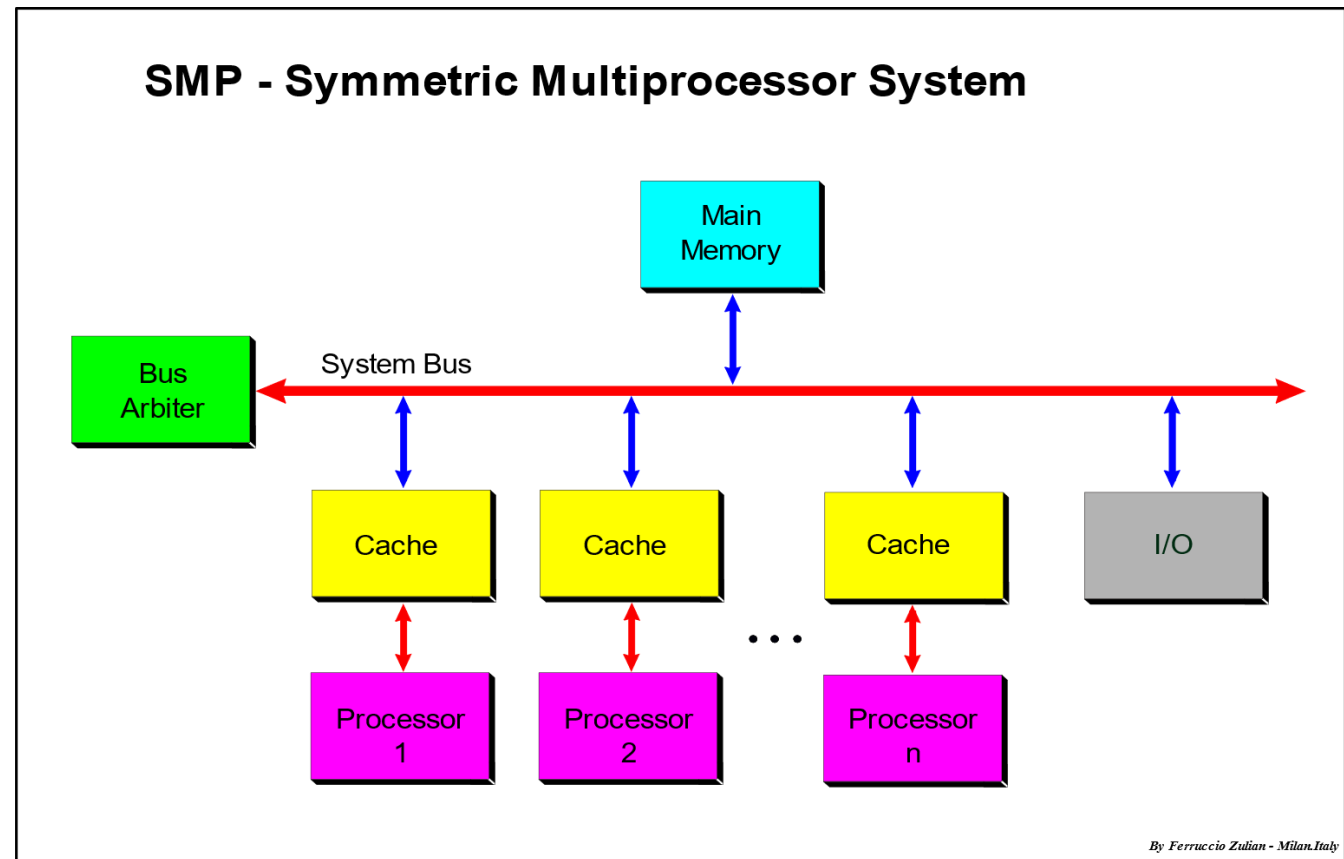 SMP - Symmetric Multiprocessor System
Main
Memory
System Bus
Bus
Arbiter
Cache
Cache
Cache
I/O
...
Processor
1
Processor
2
Processor
n
By Ferruccio Zulian - Milan.Italy